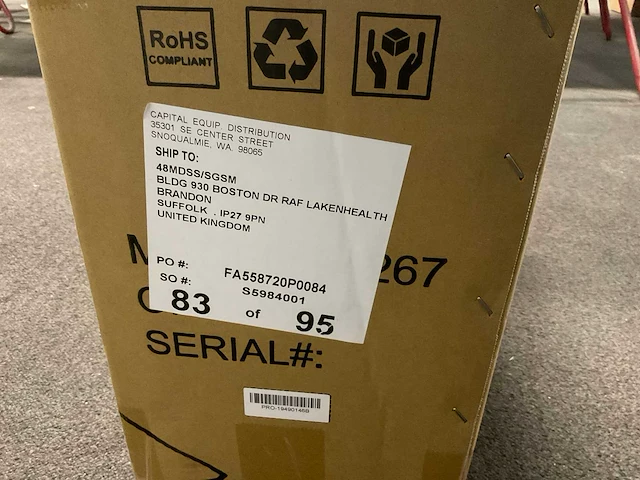 RoHS
COMPLIANT
CAPITAL EQUIP. DISTRIBUTION
35301 SE CENTER STREET
SNOQUALMIE, WA. 98065
SHIP TO:
48MDSS/SGSM
BLDG 930 BOSTON DR RAF LAKENHEALTH
BRANDON
SUFFOLK , IP27 9PN
UNITED KINGDOM
PO #: FA558720P0084
SO #: S5984001
83 of 95
267
SERIAL#:
PRO-19490146B